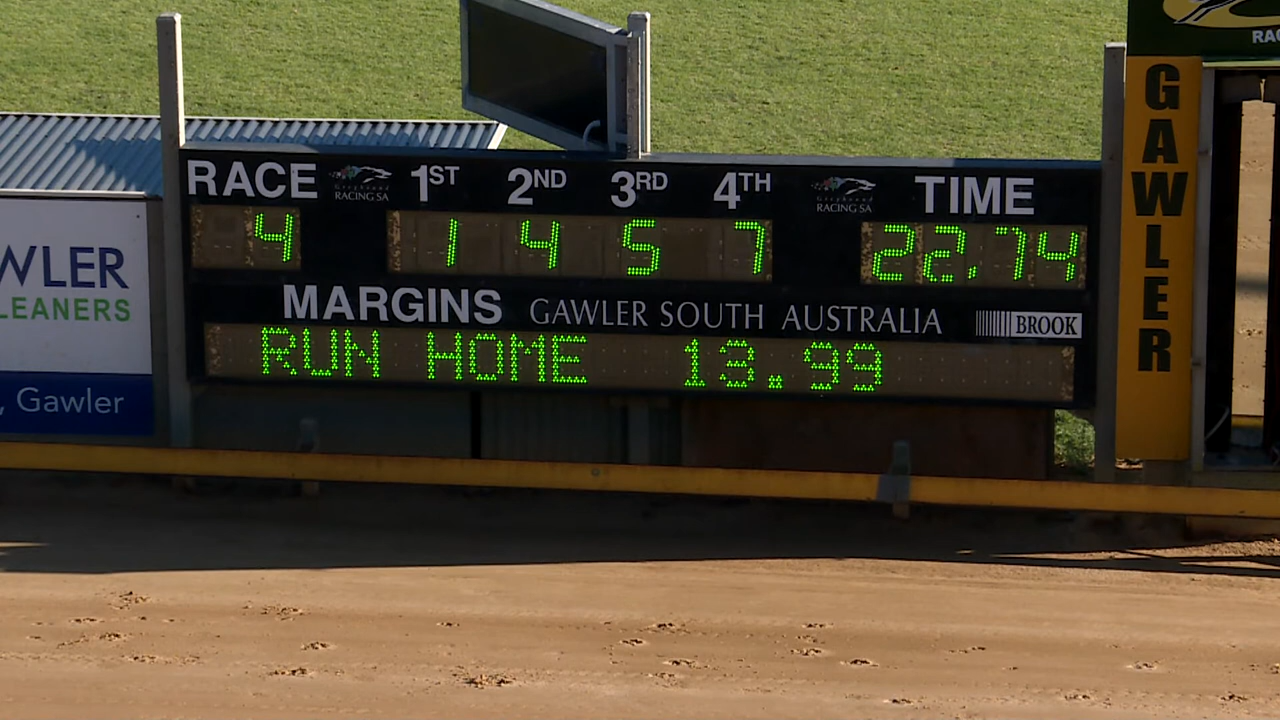 RAC
GAWLER
RACE Greyhound RACING SA 1ST 2ND 3RD 4TH Greyhound RACING SA TIME
4 1 4 5 7 22.74
MARGINS GAWLER SOUTH AUSTRALIA BROOK
RUN HOME 13.99
WLER
LEANERS
, Gawler